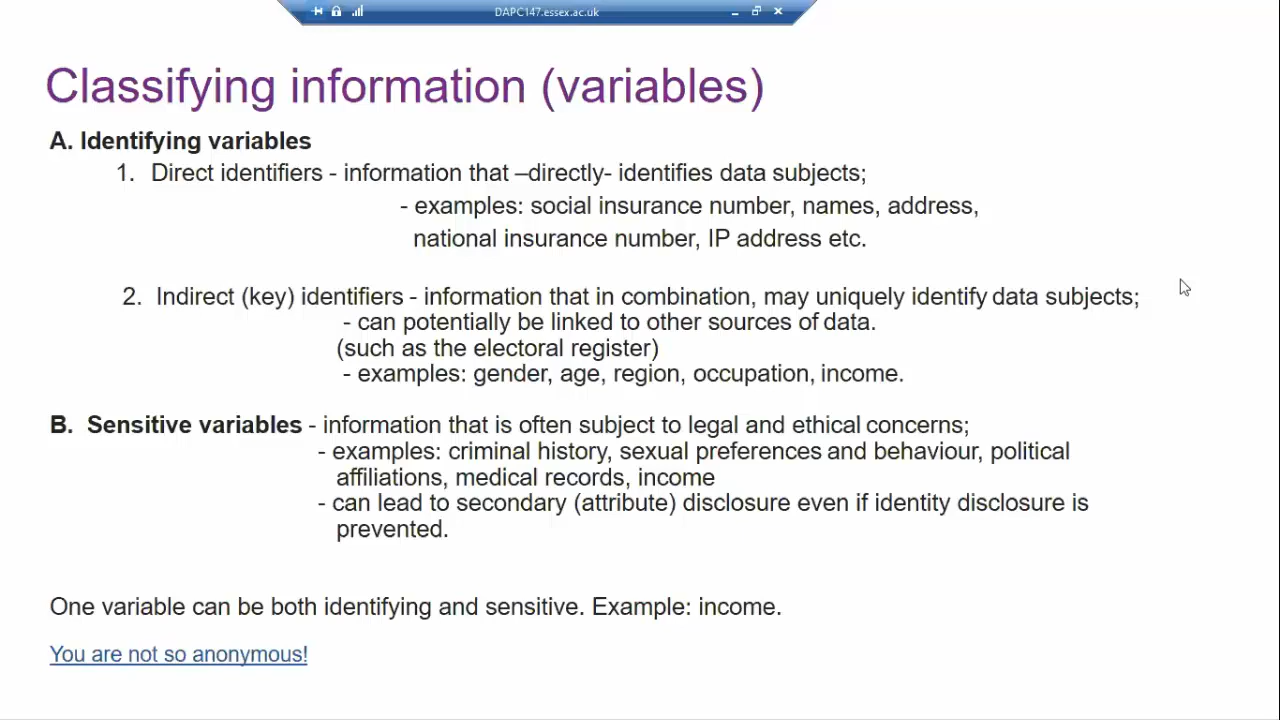 DAPC147.essex.ac.uk
Classifying information (variables)
A. Identifying variables
1. Direct identifiers - information that –directly- identifies data subjects;
- examples: social insurance number, names, address,
national insurance number, IP address etc.
2. Indirect (key) identifiers - information that in combination, may uniquely identify data subjects;
- can potentially be linked to other sources of data.
(such as the electoral register)
- examples: gender, age, region, occupation, income.
B. Sensitive variables - information that is often subject to legal and ethical concerns;
- examples: criminal history, sexual preferences and behaviour, political
affiliations, medical records, income
- can lead to secondary (attribute) disclosure even if identity disclosure is
prevented.
One variable can be both identifying and sensitive. Example: income.
You are not so anonymous!